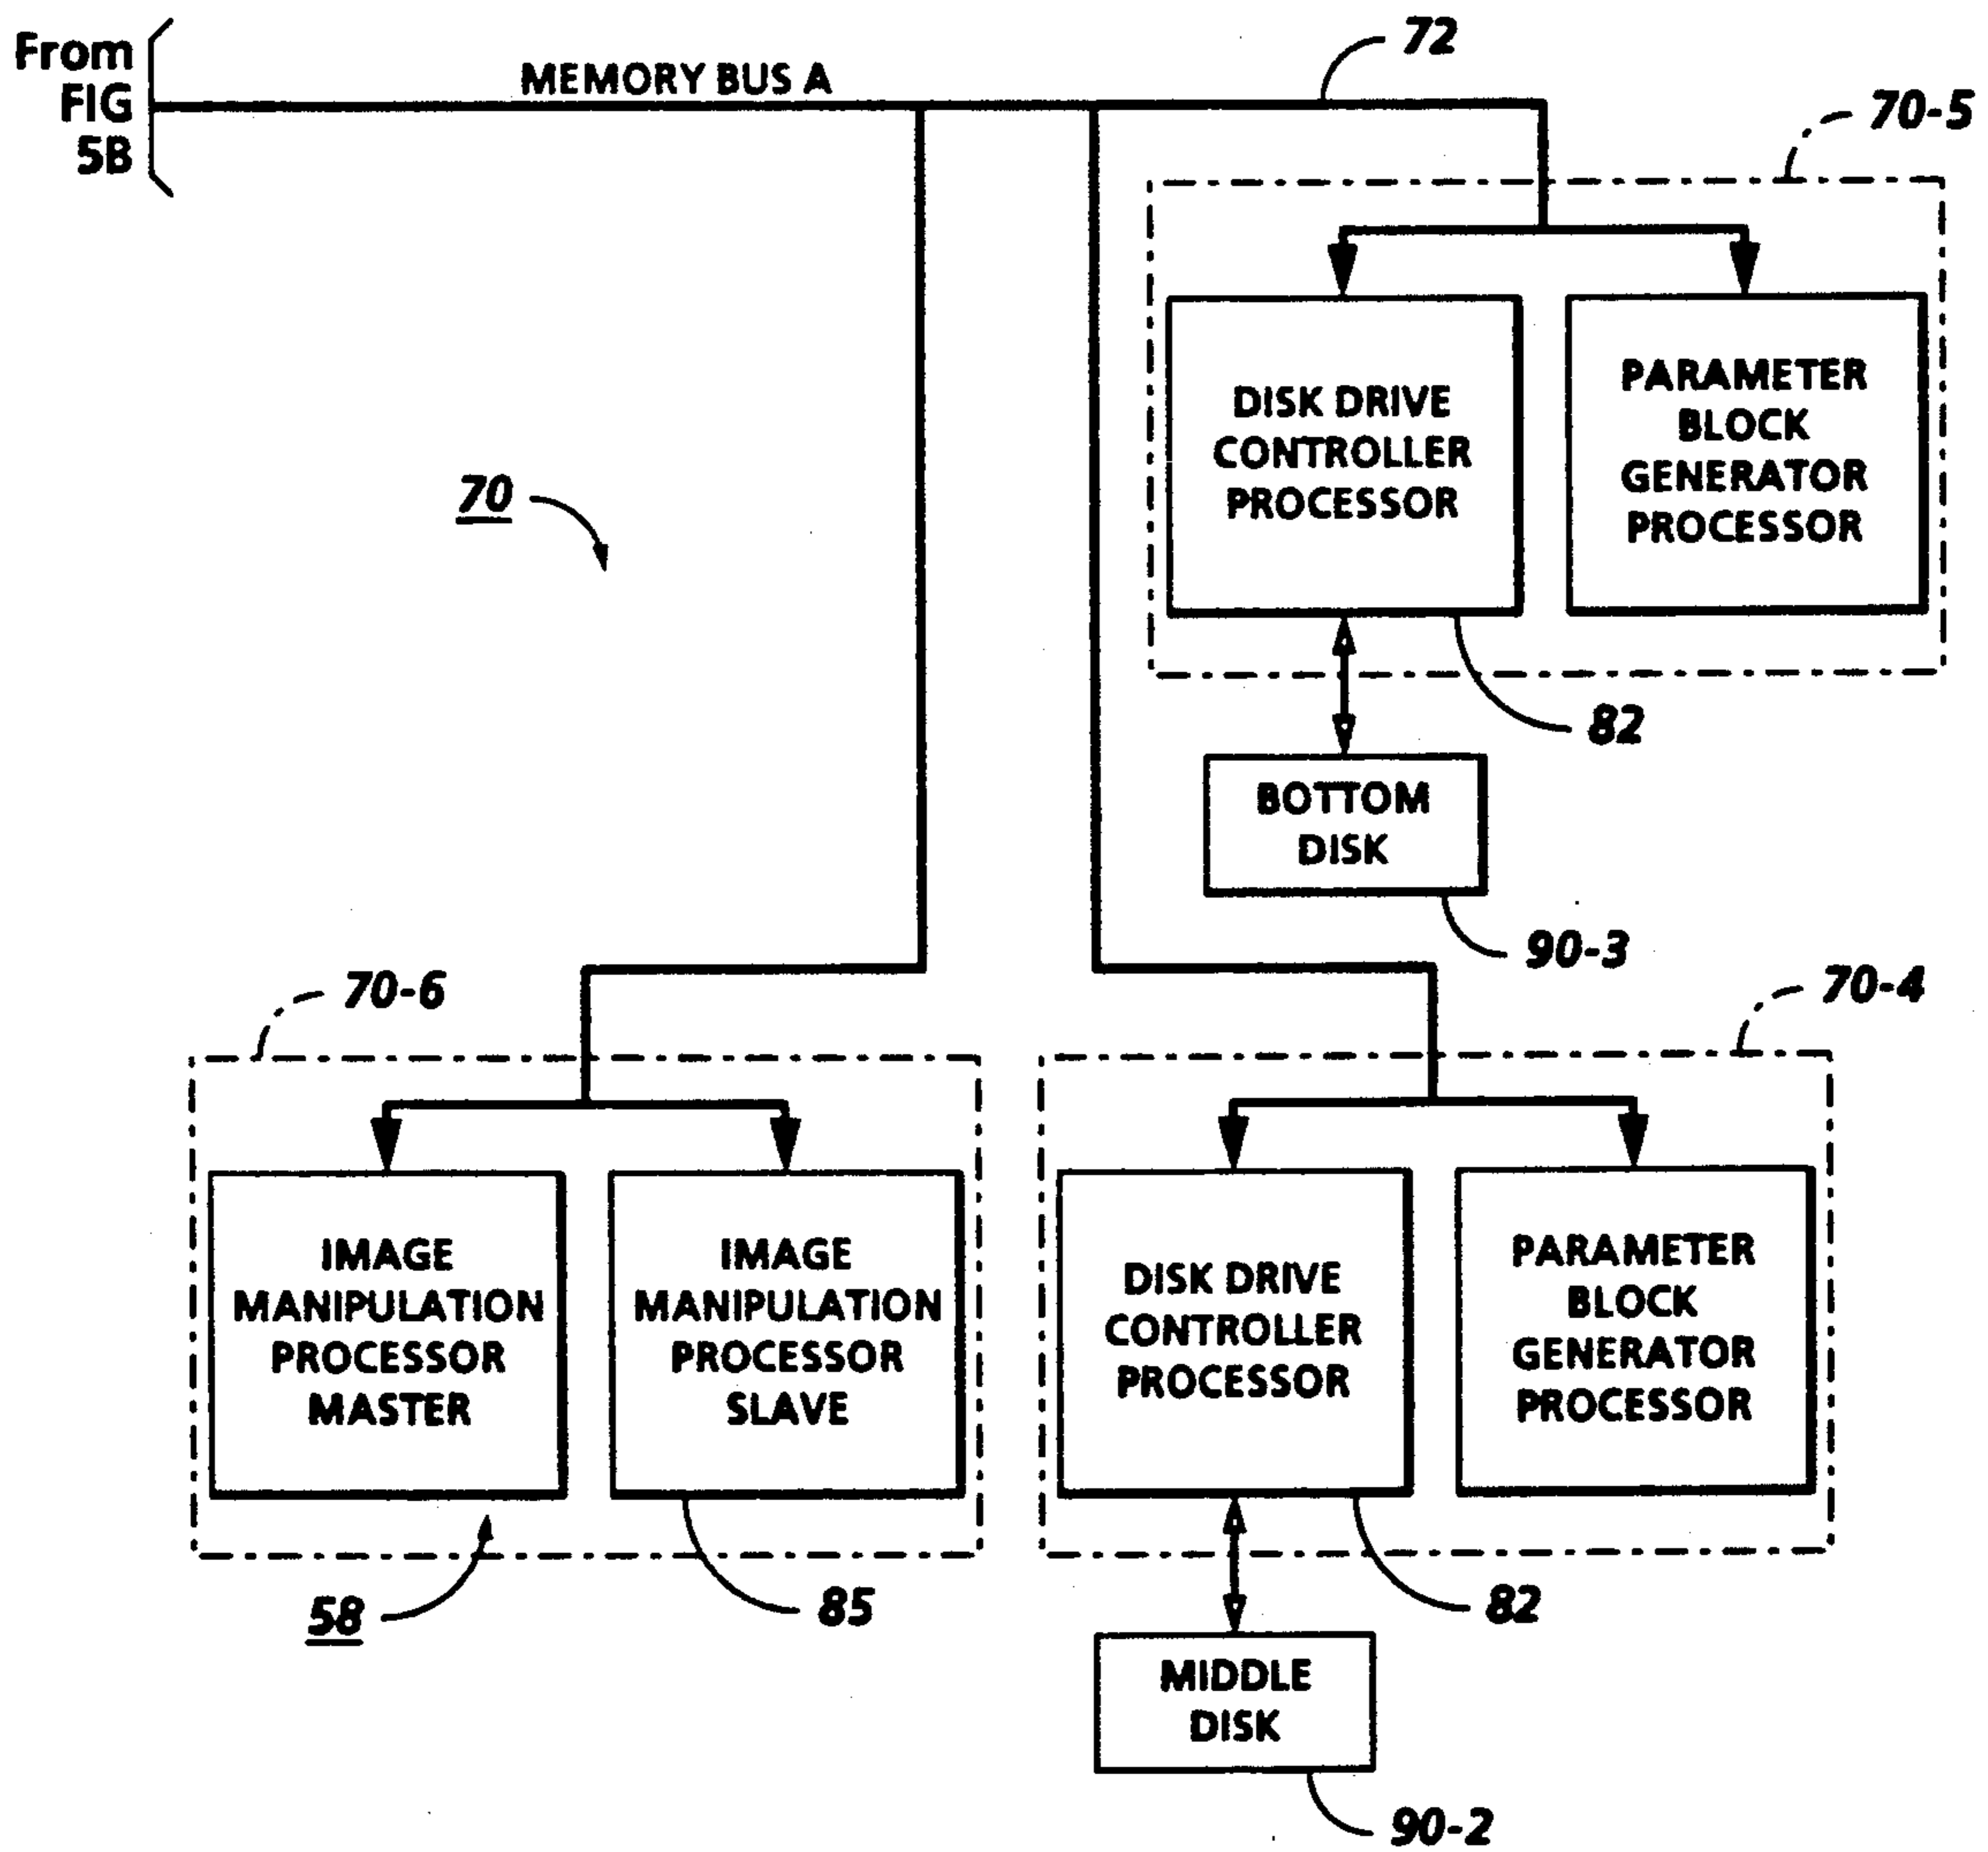 From
FIG
5B
MEMORY BUS A
72
70-5
DISK DRIVE
CONTROLLER
PROCESSOR
PARAMETER
BLOCK
GENERATOR
PROCESSOR
70
82
BOTTOM
DISK
90-3
70-6
70-4
IMAGE
MANIPULATION
PROCESSOR
MASTER
IMAGE
MANIPULATION
PROCESSOR
SLAVE
DISK DRIVE
CONTROLLER
PROCESSOR
PARAMETER
BLOCK
GENERATOR
PROCESSOR
58
85
82
MIDDLE
DISK
90-2